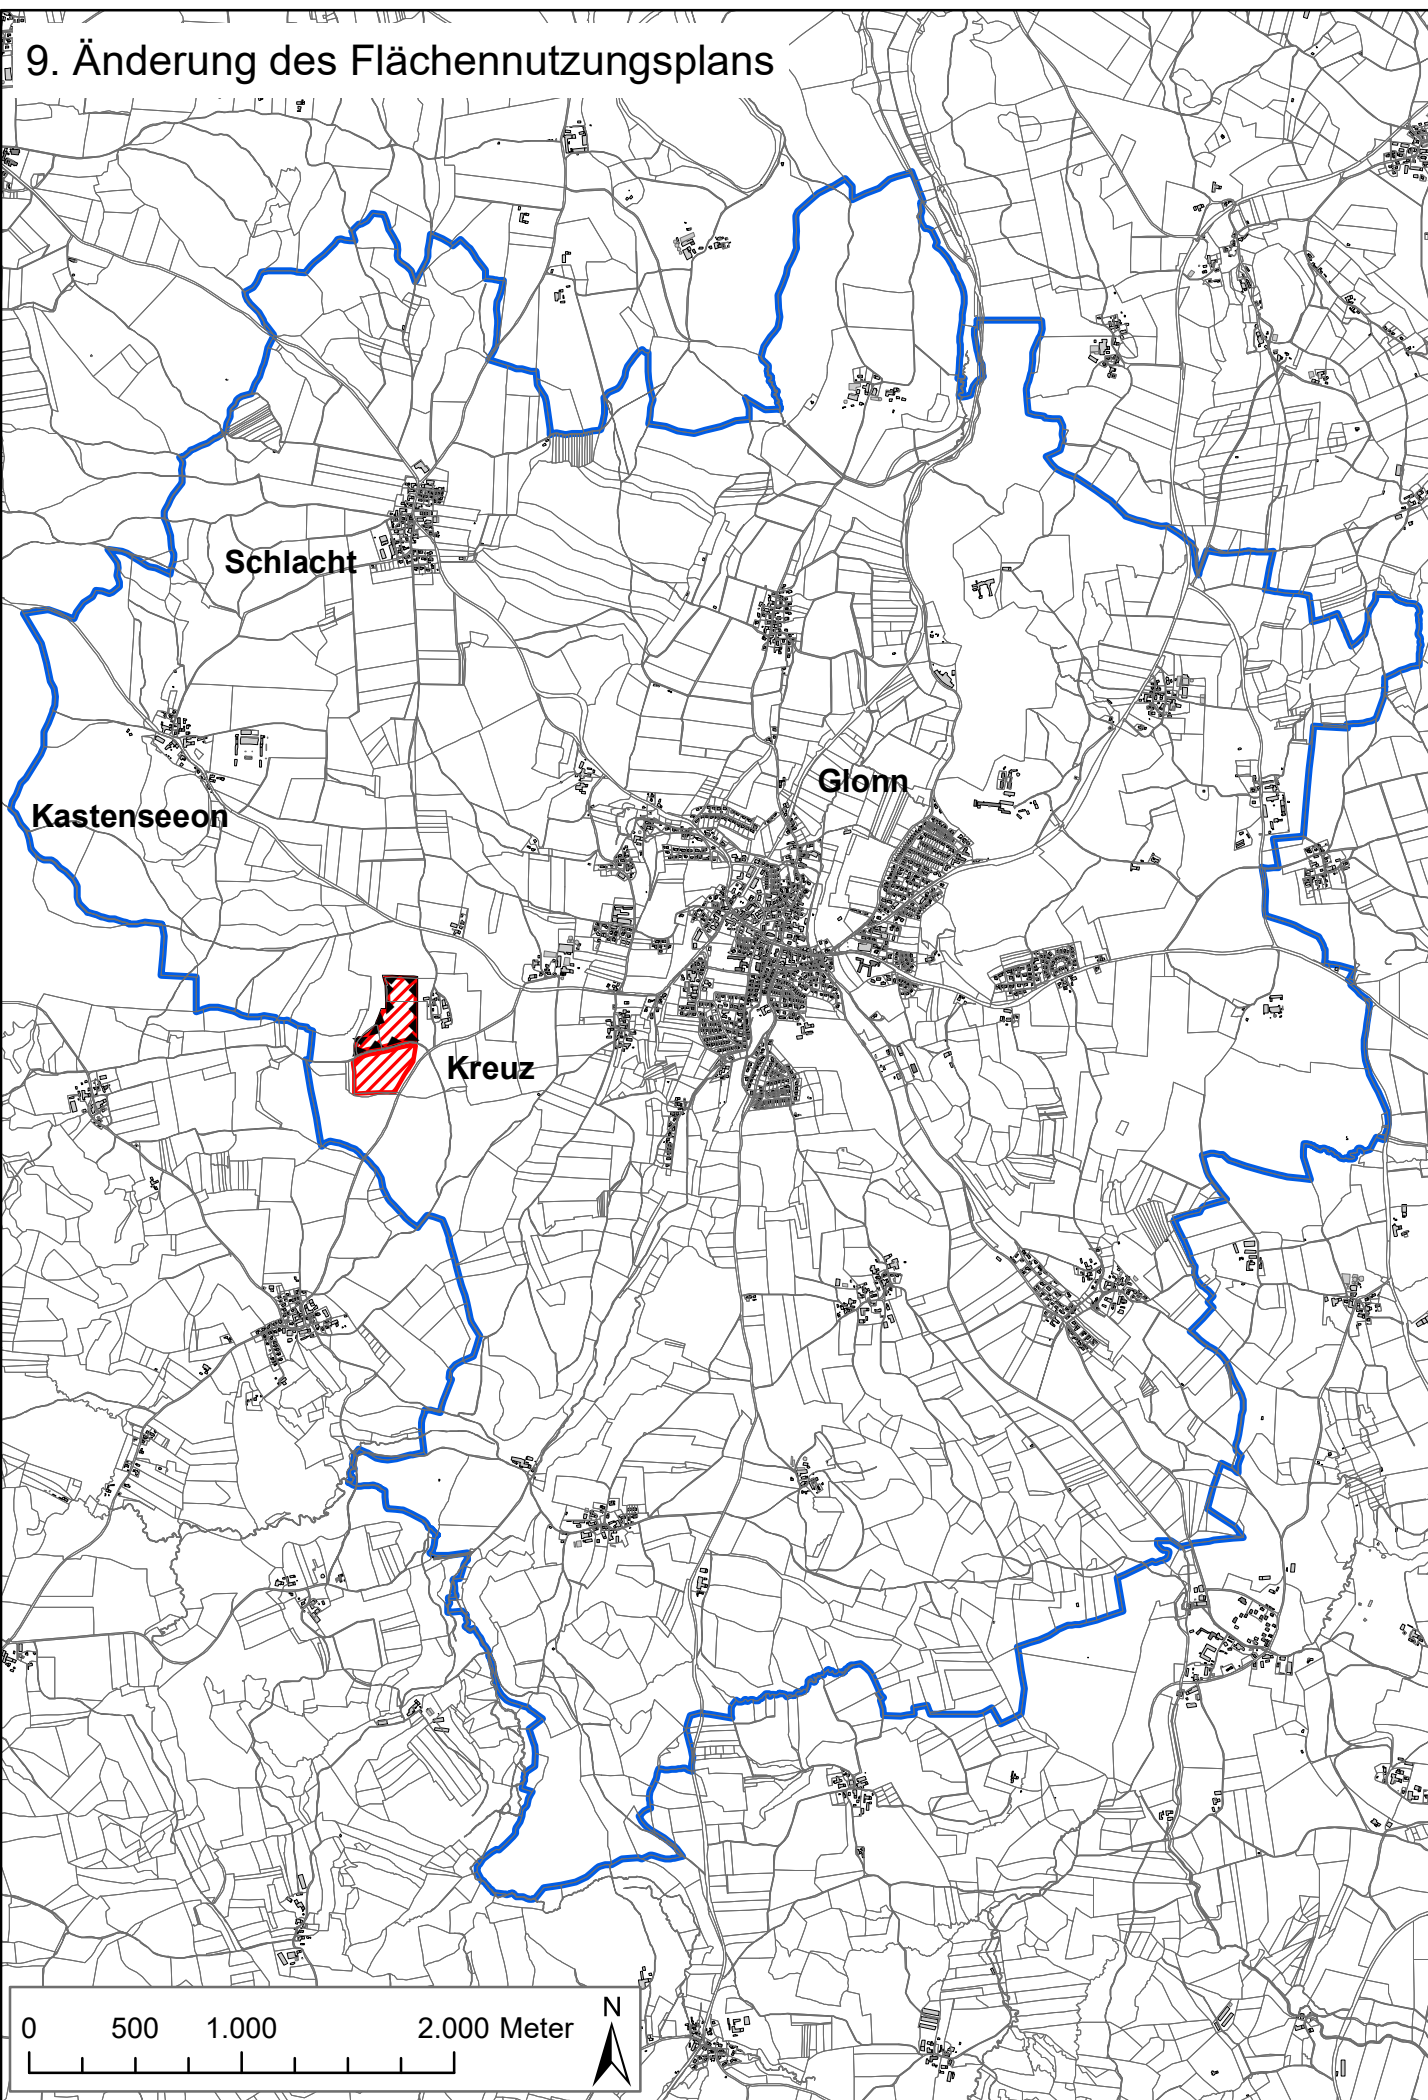 9. Änderung des Flächennutzungsplans
Schlacht
Glonn
Kastenseeon
Kreuz
N
0 500 1.000 2.000 Meter